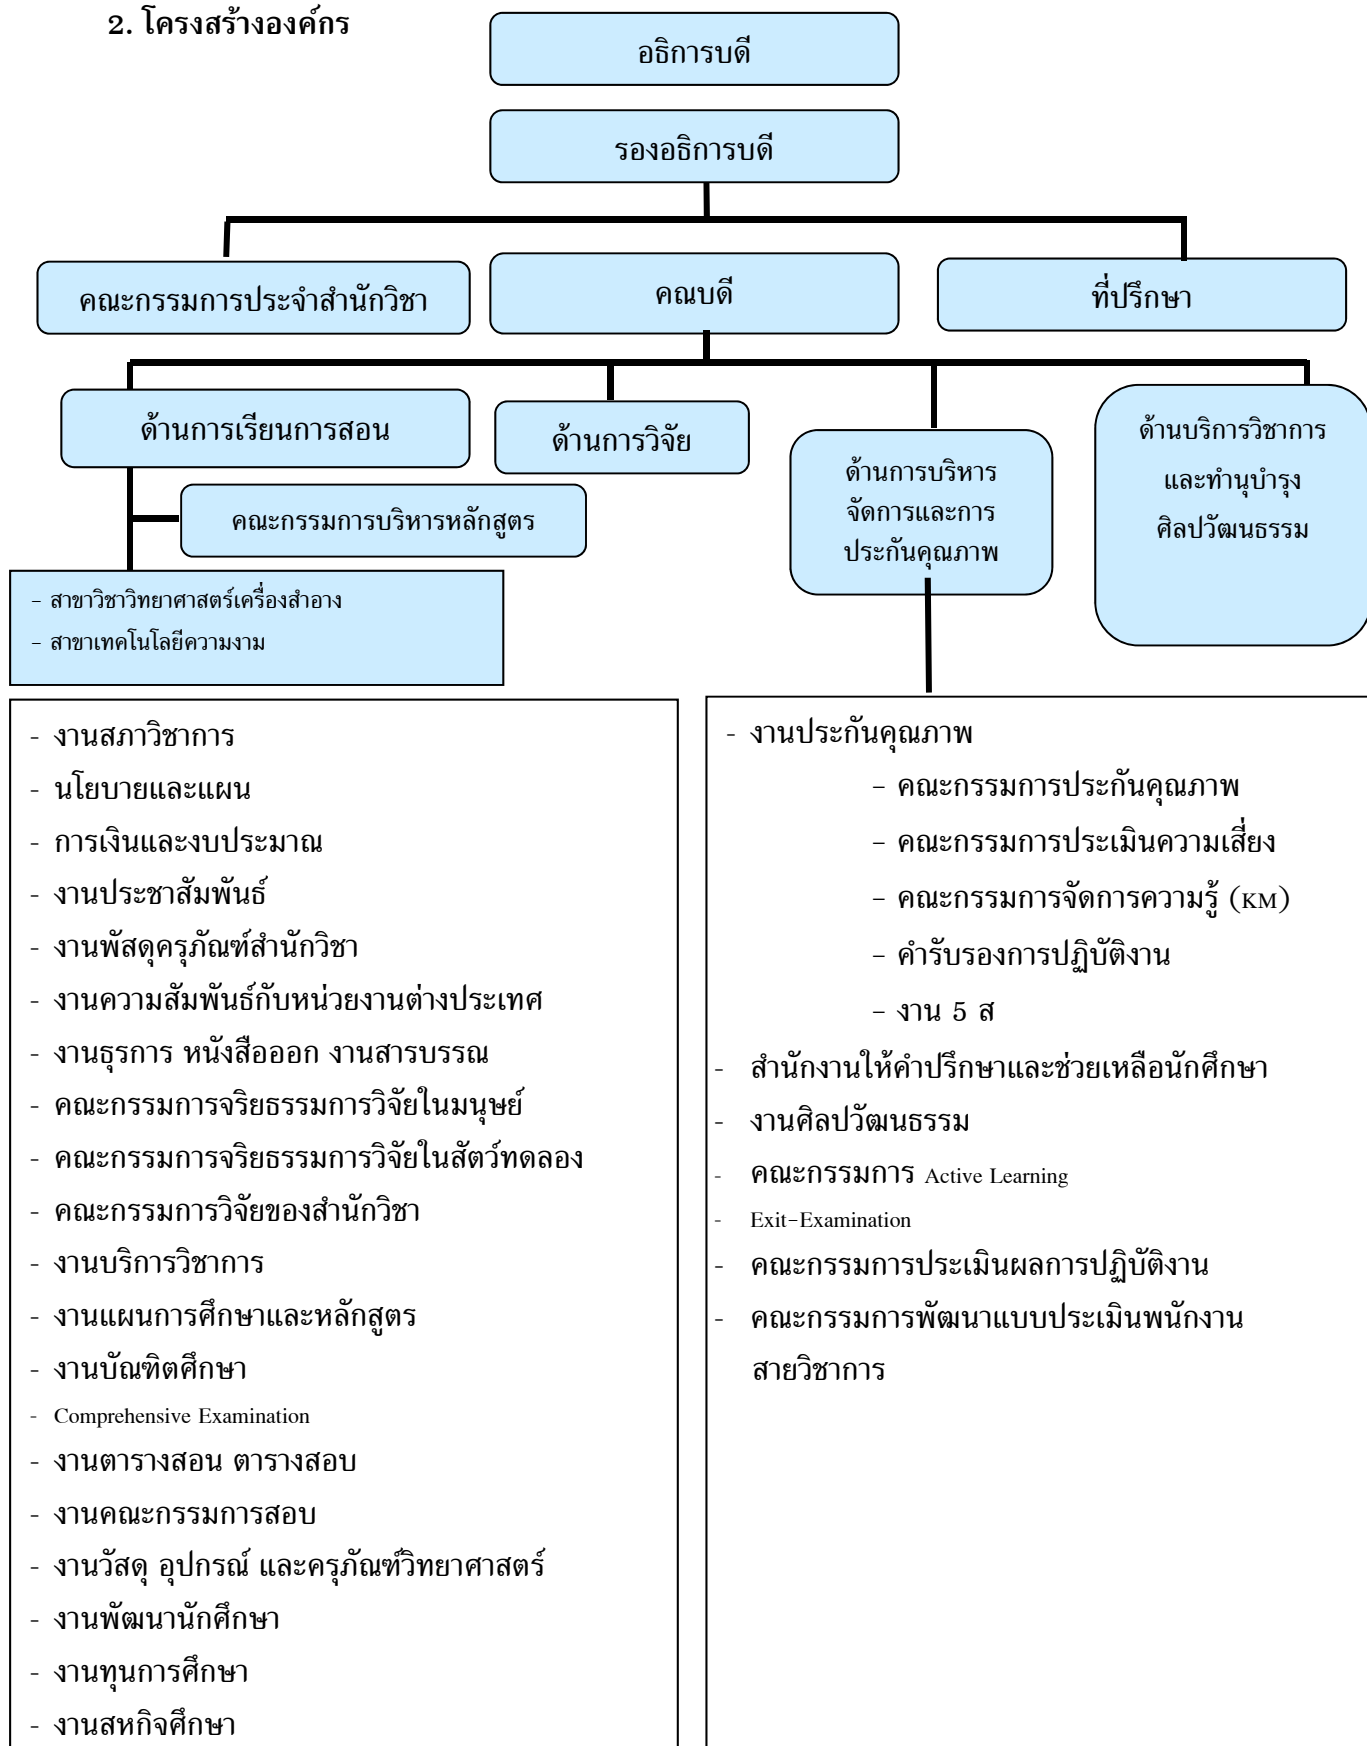 2. โครงสร้างองค์กร
อธิการบดี
รองอธิการบดี
คณะกรรมการประจำสำนักวิชา
คณบดี
ที่ปรึกษา
ด้านการเรียนการสอน
ด้านการวิจัย
ด้านการบริหาร
จัดการและการ
ประกันคุณภาพ
ด้านบริการวิชาการ
และทำนุบำรุง
ศิลปวัฒนธรรม
คณะกรรมการบริหารหลักสูตร
- สาขาวิชาวิทยาศาสตร์เครื่องสำอาง
- สาขาเทคโนโลยีความงาม
- งานสภาวิชาการ
- นโยบายและแผน
- การเงินและงบประมาณ
- งานประชาสัมพันธ์
- งานพัสดุครุภัณฑ์สำนักวิชา
- งานความสัมพันธ์กับหน่วยงานต่างประเทศ
- งานธุรการ หนังสือออก งานสารบรรณ
- คณะกรรมการจริยธรรมการวิจัยในมนุษย์
- คณะกรรมการจริยธรรมการวิจัยในสัตว์ทดลอง
- คณะกรรมการวิจัยของสำนักวิชา
- งานบริการวิชาการ
- งานแผนการศึกษาและหลักสูตร
- งานบัณฑิตศึกษา
- Comprehensive Examination
- งานตารางสอน ตารางสอบ
- งานคณะกรรมการสอบ
- งานวัสดุ อุปกรณ์ และครุภัณฑ์วิทยาศาสตร์
- งานพัฒนานักศึกษา
- งานทุนการศึกษา
- งานสหกิจศึกษา
- งานประกันคุณภาพ
- คณะกรรมการประกันคุณภาพ
- คณะกรรมการประเมินความเสี่ยง
- คณะกรรมการจัดการความรู้ (KM)
- คำรับรองการปฏิบัติงาน
- งาน 5 ส
- สำนักงานให้คำปรึกษาและช่วยเหลือนักศึกษา
- งานศิลปวัฒนธรรม
- คณะกรรมการ Active Learning
- Exit-Examination
- คณะกรรมการประเมินผลการปฏิบัติงาน
- คณะกรรมการพัฒนาแบบประเมินพนักงาน
สายวิชาการ